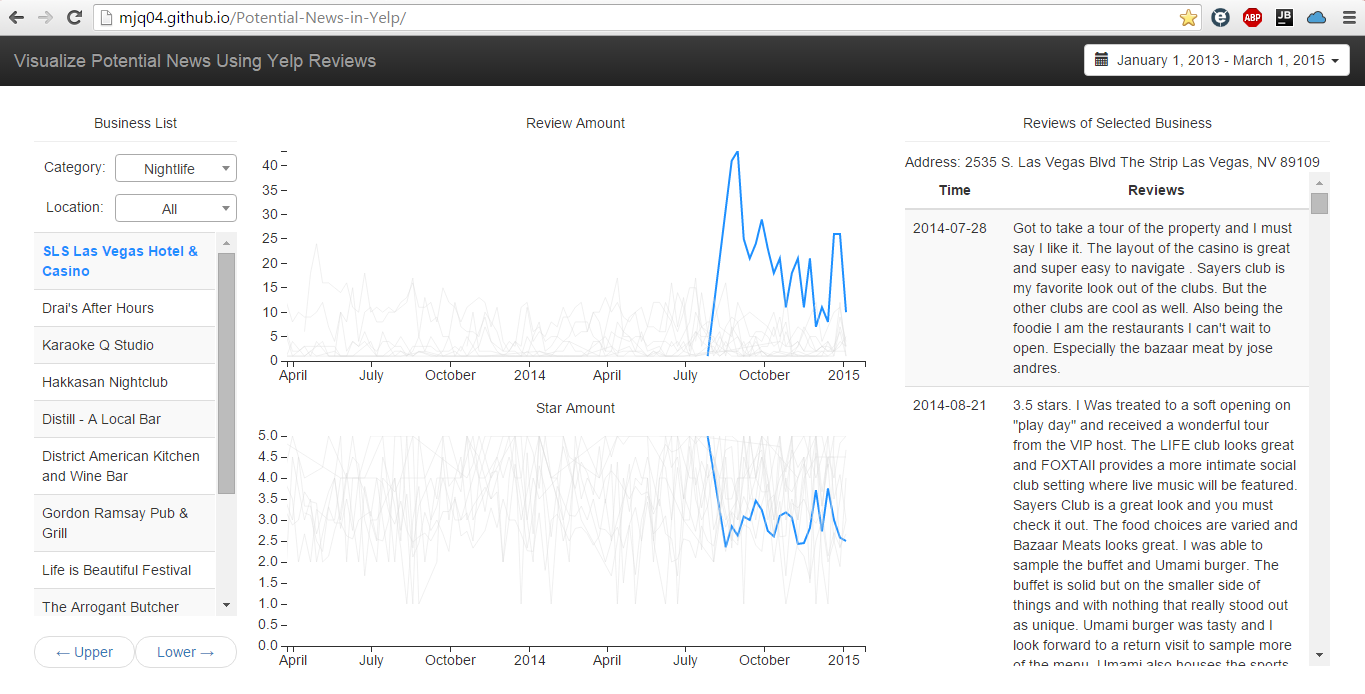 mjq04.github.io/Potential-News-in-Yelp/
ABP
JB
Visualize Potential News Using Yelp Reviews
January 1, 2013 - March 1, 2015
Business List
Category:
Nightlife
Location:
All
SLS Las Vegas Hotel &
Casino
Drai's After Hours
Karaoke Q Studio
Hakkasan Nightclub
Distill - A Local Bar
District American Kitchen
and Wine Bar
Gordon Ramsay Pub &
Grill
Life is Beautiful Festival
The Arrogant Butcher
← Upper
Lower →
Review Amount
40
35
30
25
20
15
10
5
0
April
July
October
2014
April
July
October
2015
Star Amount
5.0
4.5
4.0
3.5
3.0
2.5
2.0
1.5
1.0
0.5
0.0
April
July
October
2014
April
July
October
2015
Reviews of Selected Business
Address: 2535 S. Las Vegas Blvd The Strip Las Vegas, NV 89109
Time
Reviews
2014-07-28
Got to take a tour of the property and I must
say I like it. The layout of the casino is great
and super easy to navigate . Sayers club is
my favorite look out of the clubs. But the
other clubs are cool as well. Also being the
foodie I am the restaurants I can't wait to
open. Especially the bazaar meat by jose
andres.
2014-08-21
3.5 stars. I Was treated to a soft opening on
"play day" and received a wonderful tour
from the VIP host. The LIFE club looks great
and FOXTAIl provides a more intimate social
club setting where live music will be featured.
Sayers Club is a great look and you must
check it out. The food choices are varied and
Bazaar Meats looks great. I was able to
sample the buffet and Umami burger. The
buffet is solid but on the smaller side of
things and with nothing that really stood out
as unique. Umami burger was tasty and I
look forward to a return visit to sample more
of the menu. Umami also houses the sports